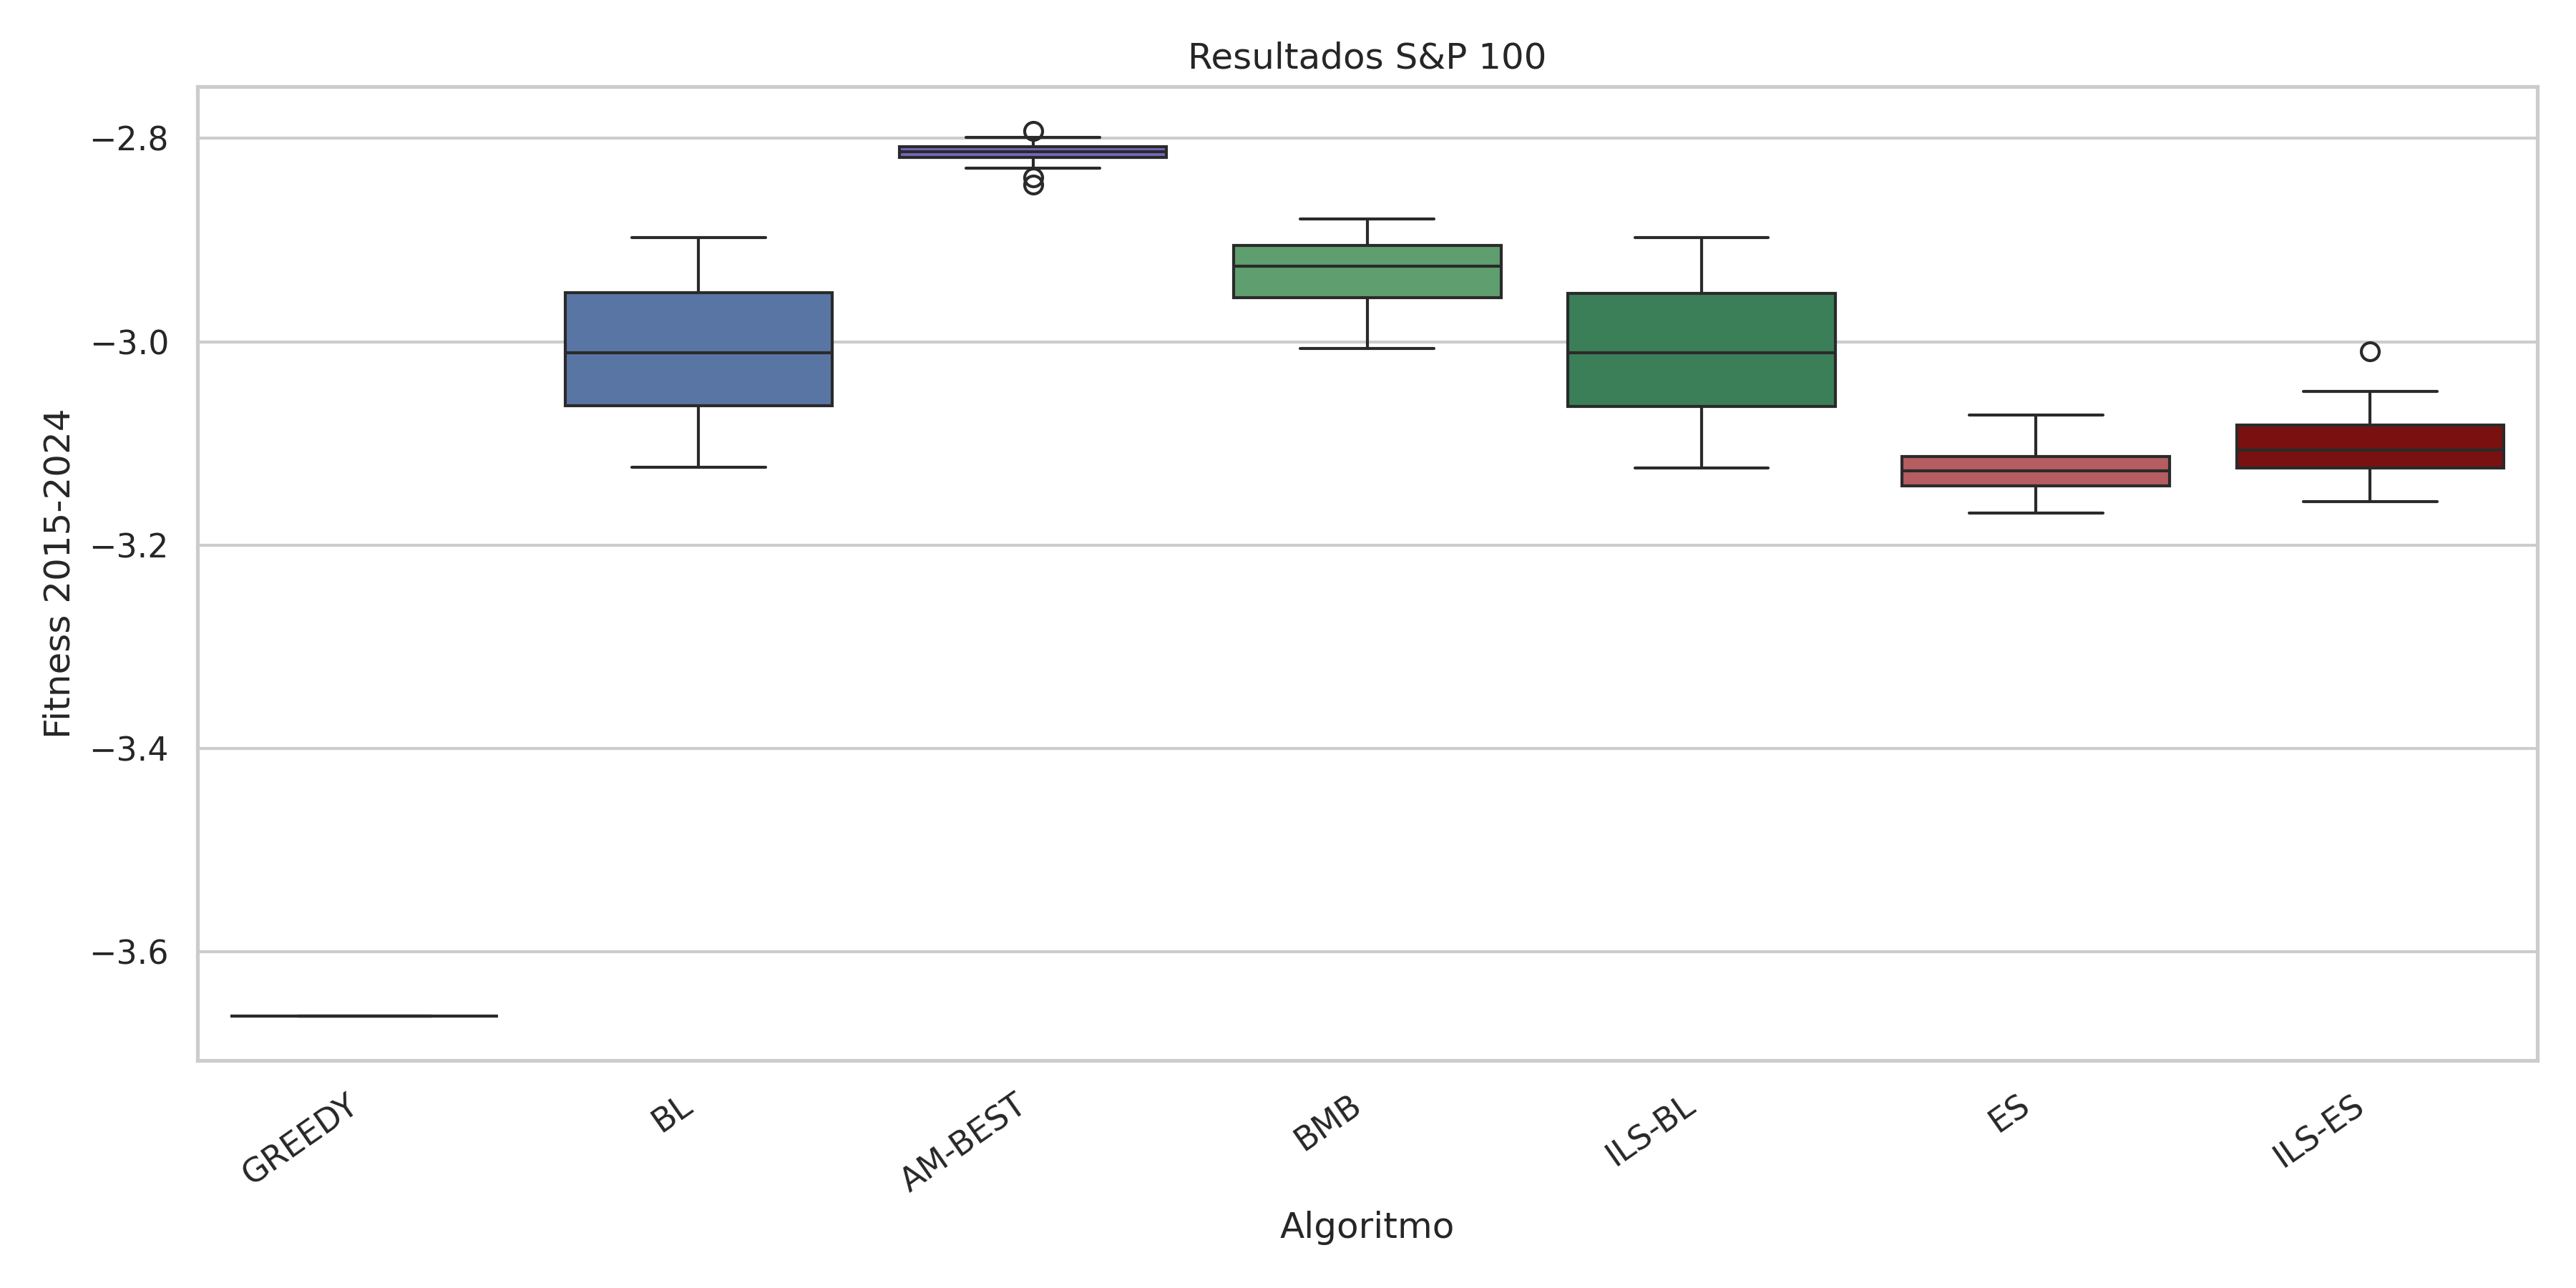 Resultados S&P 100
Fitness 2015-2024
−2.8
−3.0
−3.2
−3.4
−3.6
GREEDY
BL
AM-BEST
BMB
ILS-BL
ES
ILS-ES
Algoritmo